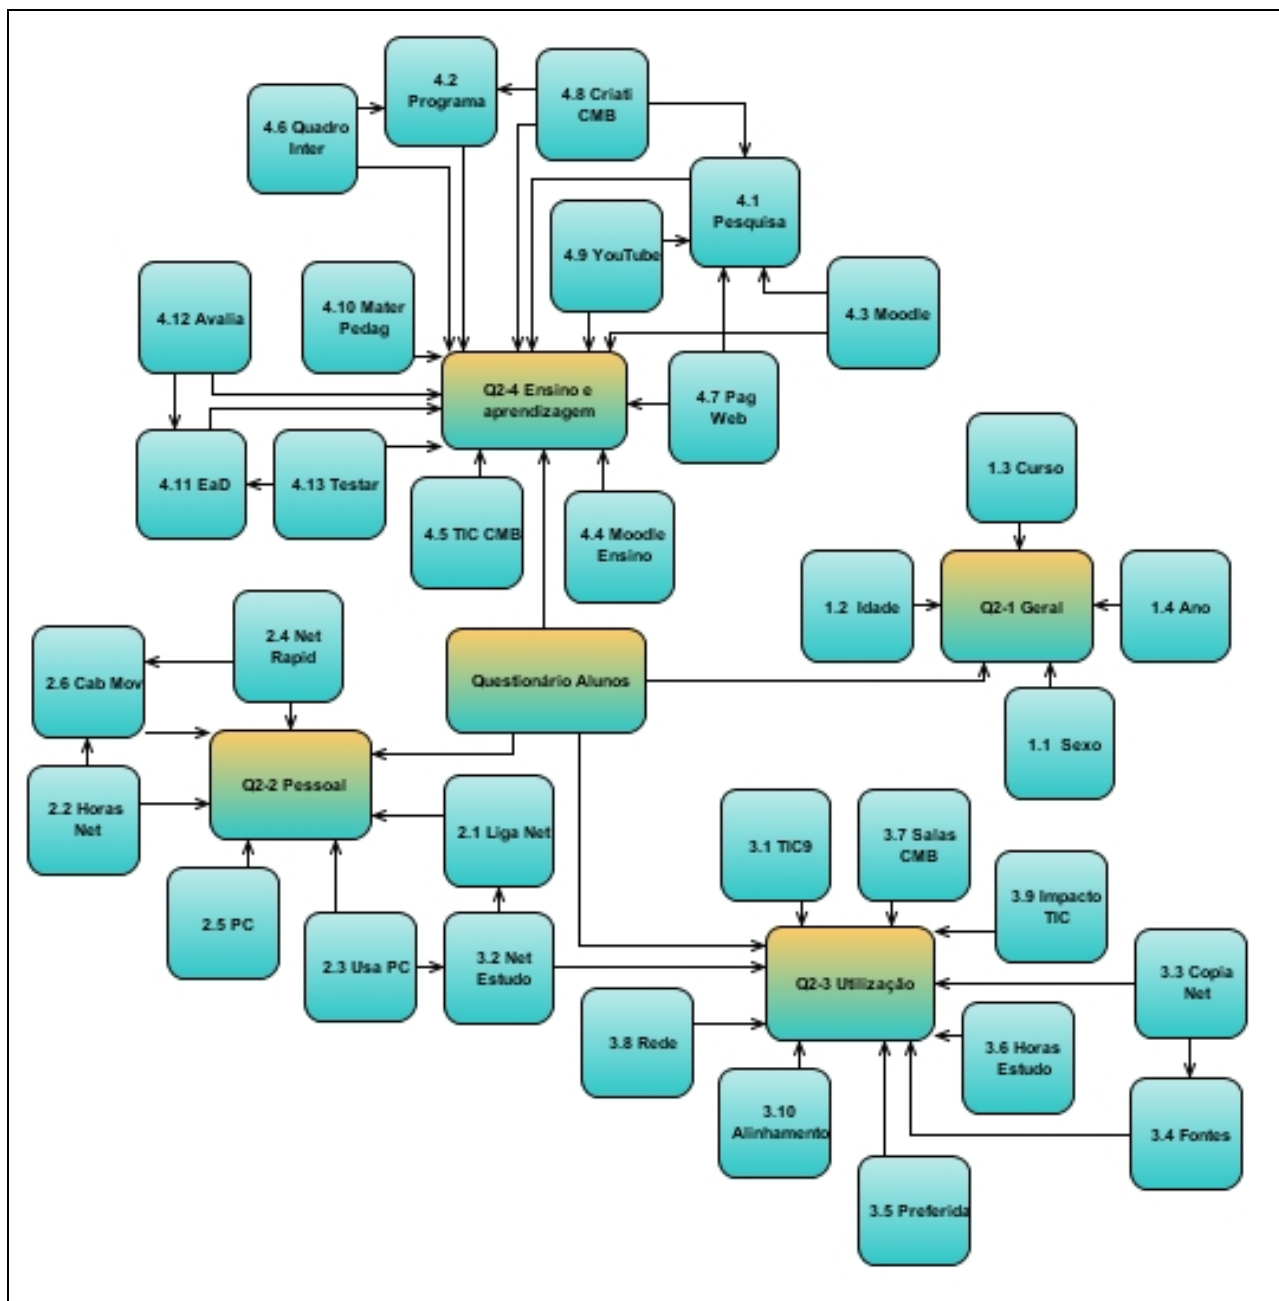 4.2
Programa
4.8 Criati
CMB
4.6 Quadro
Inter
4.1
Pesquisa
4.9 YouTube
4.12 Avalia
4.10 Mater
Pedag
4.3 Moodle
Q2-4 Ensino e
aprendizagem
4.7 Pag
Web
4.11 EaD
4.13 Testar
1.3 Curso
4.5 TIC CMB
4.4 Moodle
Ensino
1.2 Idade
Q2-1 Geral
1.4 Ano
2.4 Net
Rapid
2.6 Cab Mov
Questionário Alunos
1.1 Sexo
Q2-2 Pessoal
2.2 Horas
Net
2.1 Liga Net
3.1 TIC9
3.7 Salas
CMB
3.9 Impacto
TIC
2.5 PC
2.3 Usa PC
3.2 Net
Estudo
Q2-3 Utilização
3.3 Copia
Net
3.8 Rede
3.6 Horas
Estudo
3.10
Alinhamento
3.4 Fontes
3.5 Preferida